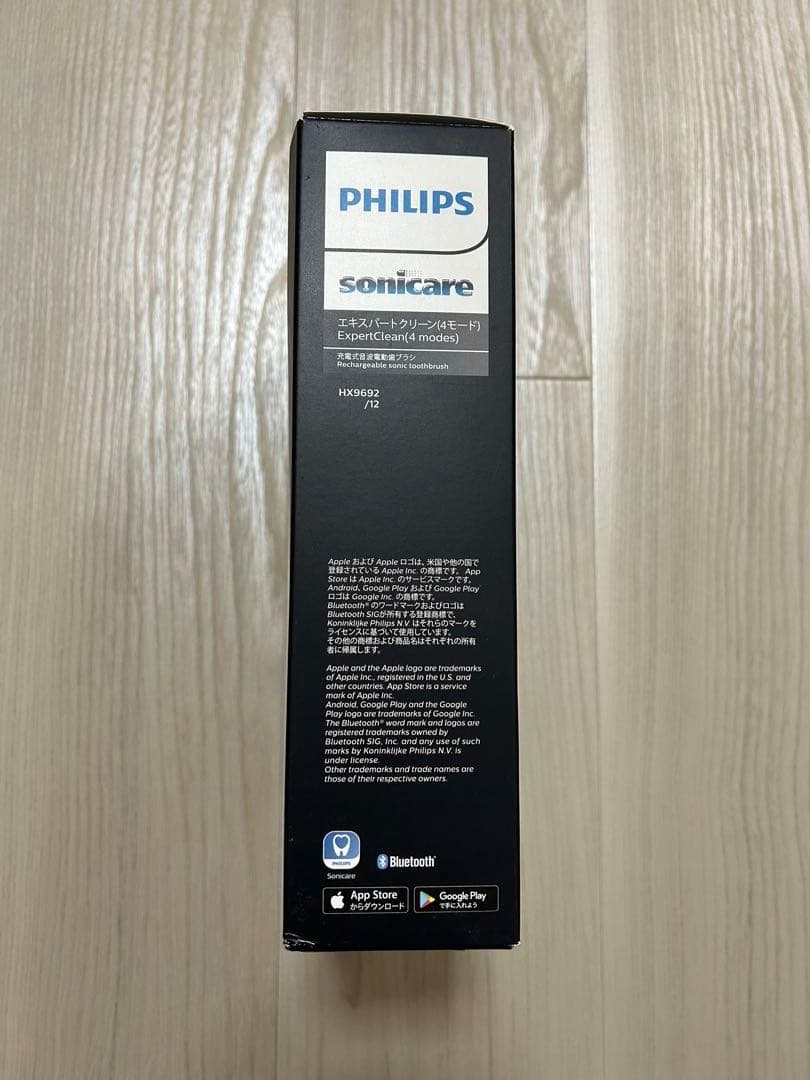 PHILIPS
sonicare
エキスパートクリーン(4モード)
ExpertClean(4 modes)
充電式音波電動歯ブラシ
Rechargeable sonic toothbrush
HX9692
/12
Apple および Apple ロゴは、米国や他の国で
登録されている Apple Inc. の商標です。 App
Store は Apple Inc. のサービスマークです。
Android、Google Play および Google Play
ロゴは Google Inc. の商標です。
Bluetooth® のワードマークおよびロゴは
Bluetooth SIGが所有する登録商標で、
Koninklijke Philips N.V. はそれらのマークを
ライセンスに基づいて使用しています。
その他の商標および商品名はそれぞれの所有
者に帰属します。
Apple and the Apple logo are trademarks
of Apple Inc., registered in the U.S. and
other countries. App Store is a service
mark of Apple Inc.
Android, Google Play and the Google
Play logo are trademarks of Google Inc.
The Bluetooth® word mark and logos are
registered trademarks owned by
Bluetooth SIG, Inc. and any use of such
marks by Koninklijke Philips N.V. is
under license.
Other trademarks and trade names are
those of their respective owners.
PHILIPS
Sonicare
Bluetooth®
App Store
からダウンロード
Google Play
で手に入れよう